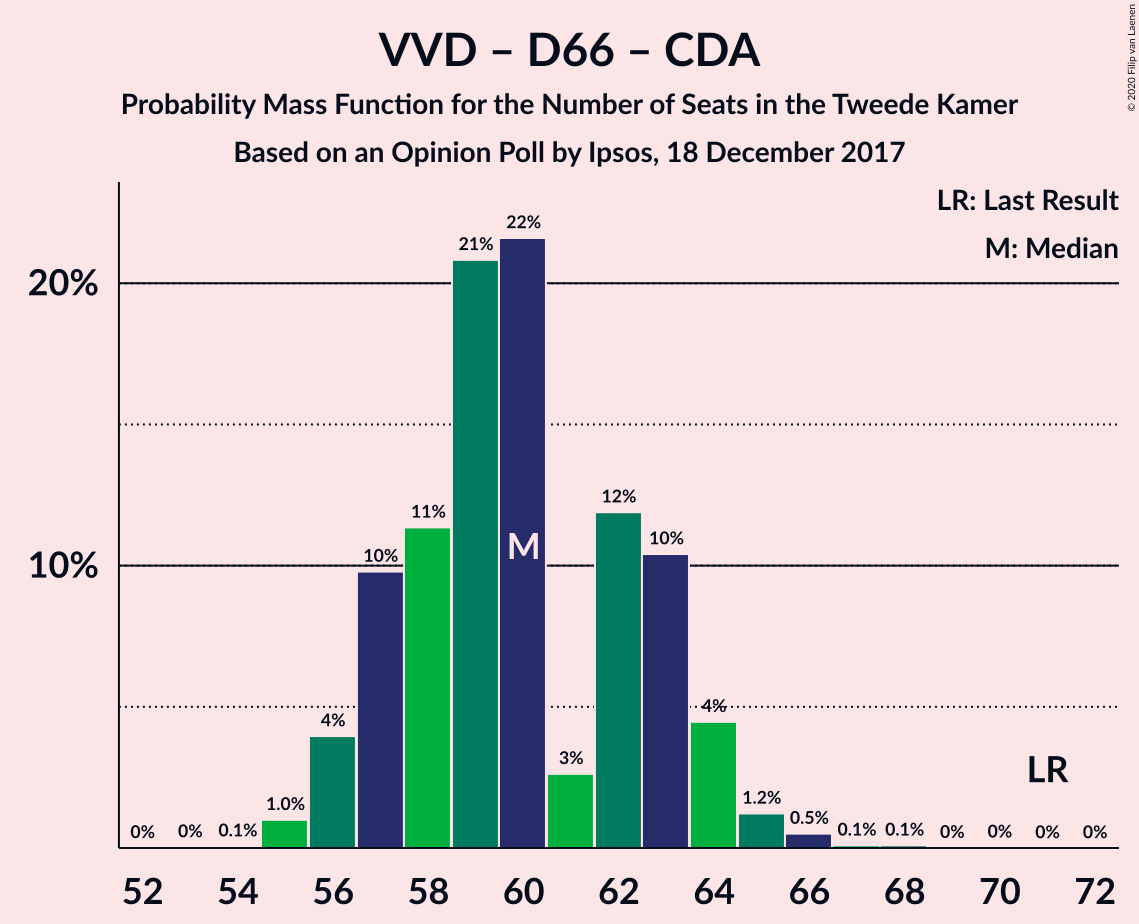 VVD – D66 – CDA
Probability Mass Function for the Number of Seats in the Tweede Kamer
Based on an Opinion Poll by Ipsos, 18 December 2017
© 2020 Filip van Laenen
LR: Last Result
M: Median
20%
10%
0%
0%
0.1%
1.0%
4%
10%
11%
21%
22%
3%
12%
10%
4%
1.2%
0.5%
0.1%
0.1%
0%
0%
0%
0%
M
LR
52 54 56 58 60 62 64 66 68 70 72